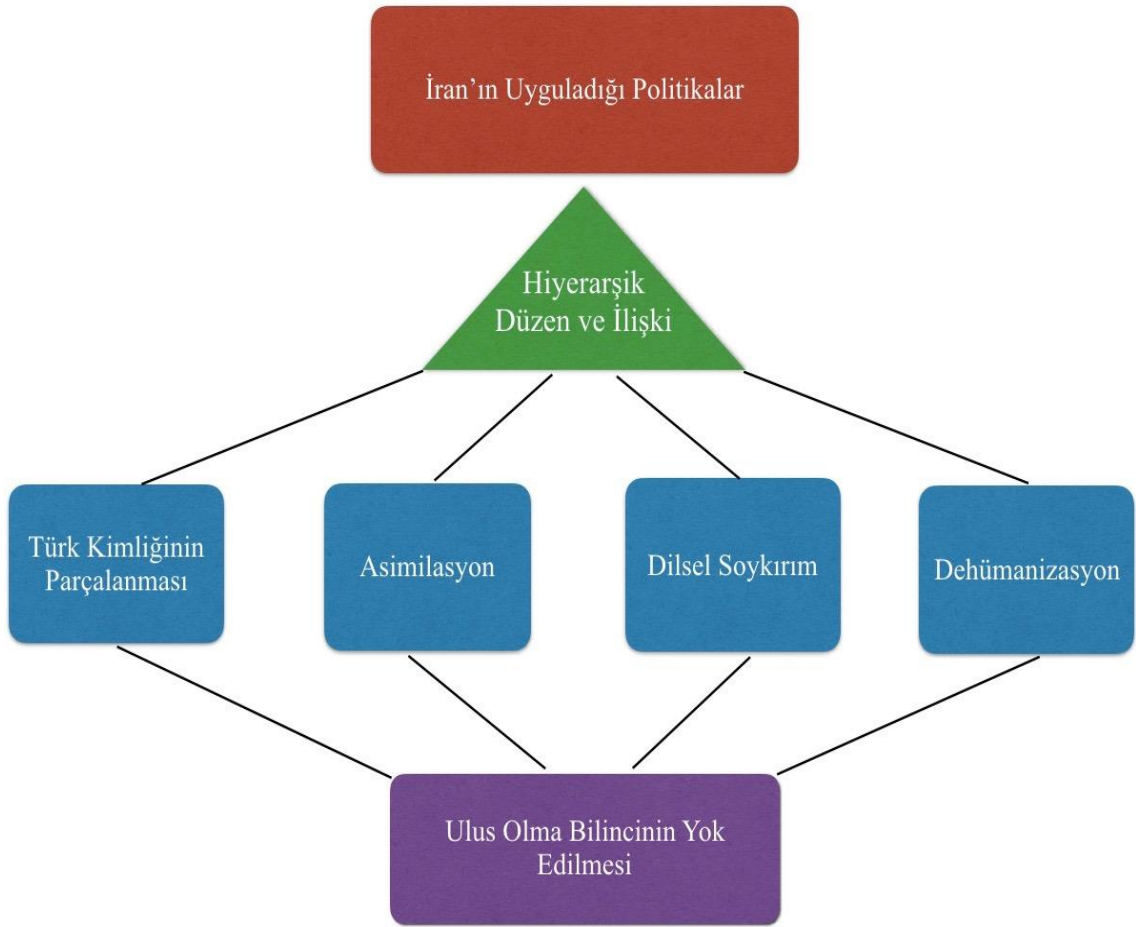 İran’ın Uyguladığı Politikalar
Hiyerarşik
Düzen ve İlişki
Türk Kimliğinin
Parçalanması
Asimilasyon
Dilsel Soykırım
Dehümanizasyon
Ulus Olma Bilincinin Yok
Edilmesi